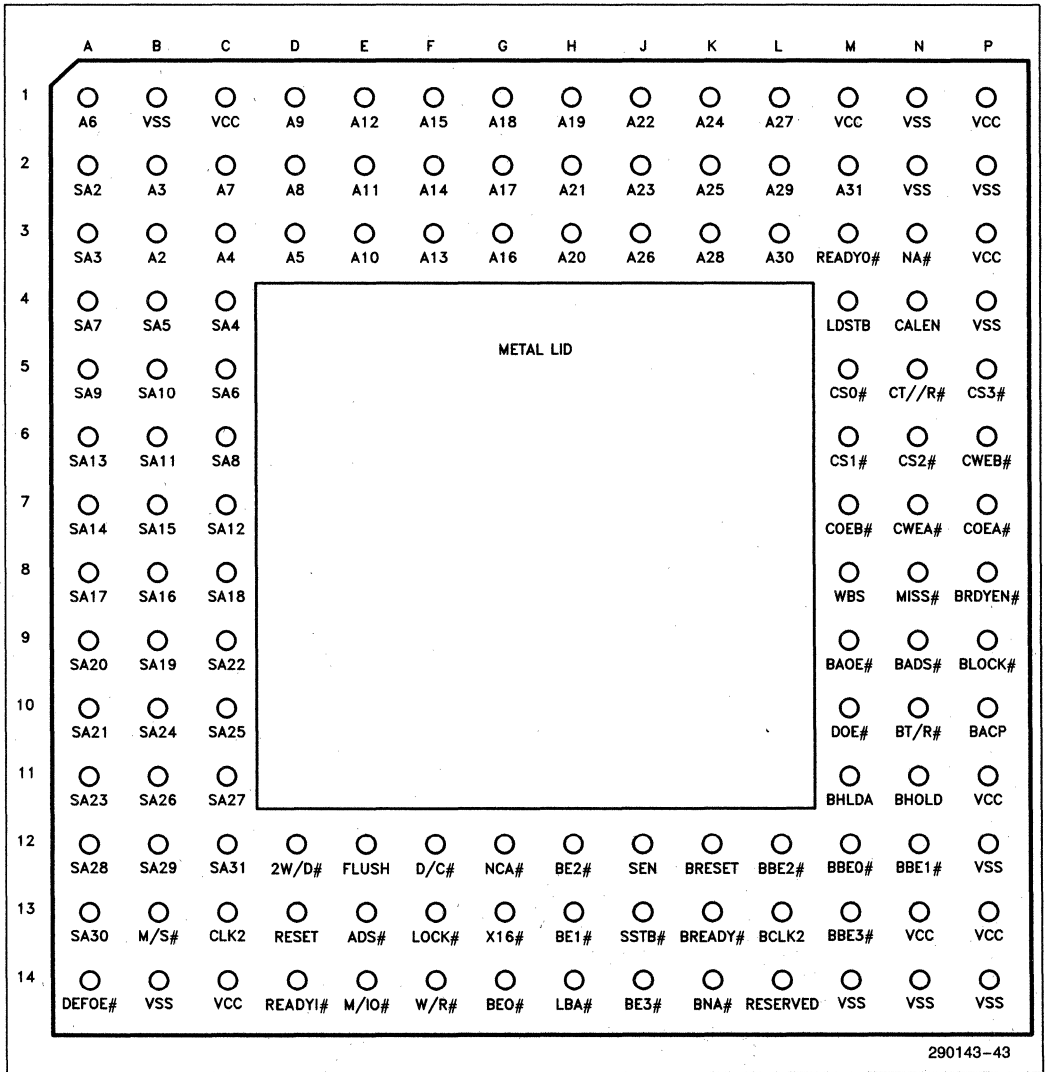 A B C D E F G H J K L M N P
1
A6 VSS VCC A9 A12 A15 A18 A19 A22 A24 A27 VCC VSS VCC
2
SA2 A3 A7 A8 A11 A14 A17 A21 A23 A25 A29 A31 VSS VSS
3
SA3 A2 A4 A5 A10 A13 A16 A20 A26 A28 A30 READYO# NA# VCC
4
SA7 SA5 SA4 LDSTB CALEN VSS
METAL LID
5
SA9 SA10 SA6 CS0# CT//R# CS3#
6
SA13 SA11 SA8 CS1# CS2# CWEB#
7
SA14 SA15 SA12 COEB# CWEA# COEA#
8
SA17 SA16 SA18 WBS MISS# BRDYEN#
9
SA20 SA19 SA22 BAOE# BADS# BLOCK#
10
SA21 SA24 SA25 DOE# BT/R# BACP
11
SA23 SA26 SA27 BHLDA BHOLD VCC
12
SA28 SA29 SA31 2W/D# FLUSH D/C# NCA# BE2# SEN BRESET BBE2# BBE0# BBE1# VSS
13
SA30 M/S# CLK2 RESET ADS# LOCK# X16# BE1# SSTB# BREADY# BCLK2 BBE3# VCC VCC
14
DEFOE# VSS VCC READYI# M/IO# W/R# BE0# LBA# BE3# BNA# RESERVED VSS VSS VSS
290143-43